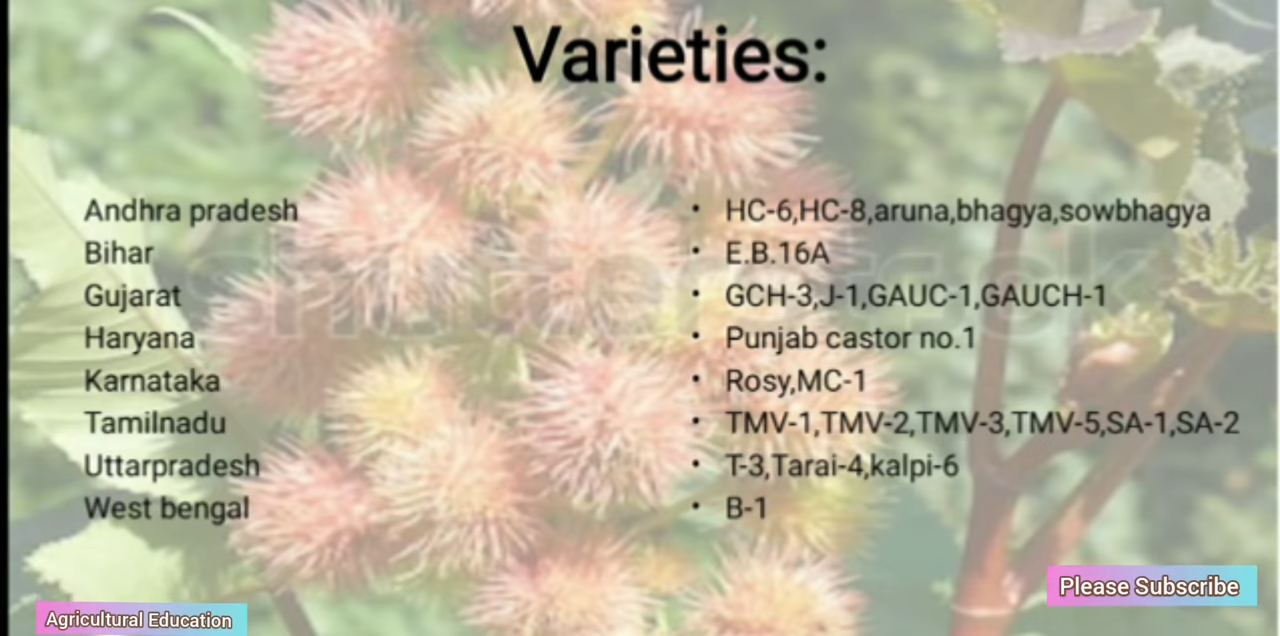 Varieties:
Andhra pradesh • HC-6,HC-8,aruna,bhagya,sowbhagya
Bihar • E.B.16A
Gujarat • GCH-3,J-1,GAUC-1,GAUCH-1
Haryana • Punjab castor no.1
Karnataka • Rosy,MC-1
Tamilnadu • TMV-1,TMV-2,TMV-3,TMV-5,SA-1,SA-2
Uttarpradesh • T-3,Tarai-4,kalpi-6
West bengal • B-1
Please Subscribe
Agricultural Education